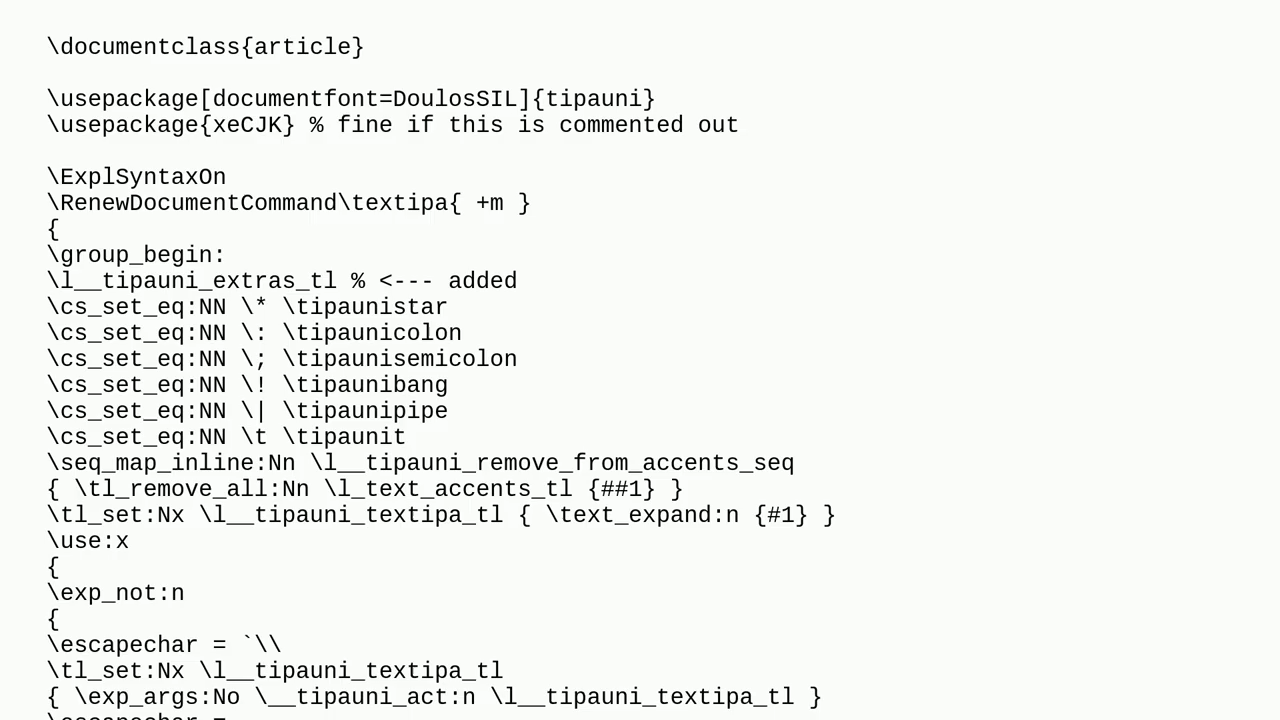 \documentclass{article}
\usepackage[documentfont=DoulosSIL]{tipauni}
\usepackage{xeCJK} % fine if this is commented out
\ExplSyntaxOn
\RenewDocumentCommand\textipa{ +m }
{
\group_begin:
\l__tipauni_extras_tl % <--- added
\cs_set_eq:NN \* \tipaunistar
\cs_set_eq:NN \: \tipaunicolon
\cs_set_eq:NN \; \tipaunisemicolon
\cs_set_eq:NN \! \tipaunibang
\cs_set_eq:NN \| \tipaunipipe
\cs_set_eq:NN \t \tipaunit
\seq_map_inline:Nn \l__tipauni_remove_from_accents_seq
{ \tl_remove_all:Nn \l_text_accents_tl {##1} }
\tl_set:Nx \l__tipauni_textipa_tl { \text_expand:n {#1} }
\use:x
{
\exp_not:n
{
\escapechar = `\\
\tl_set:Nx \l__tipauni_textipa_tl
{ \exp_args:No \__tipauni_act:n \l__tipauni_textipa_tl }
\escapechar =